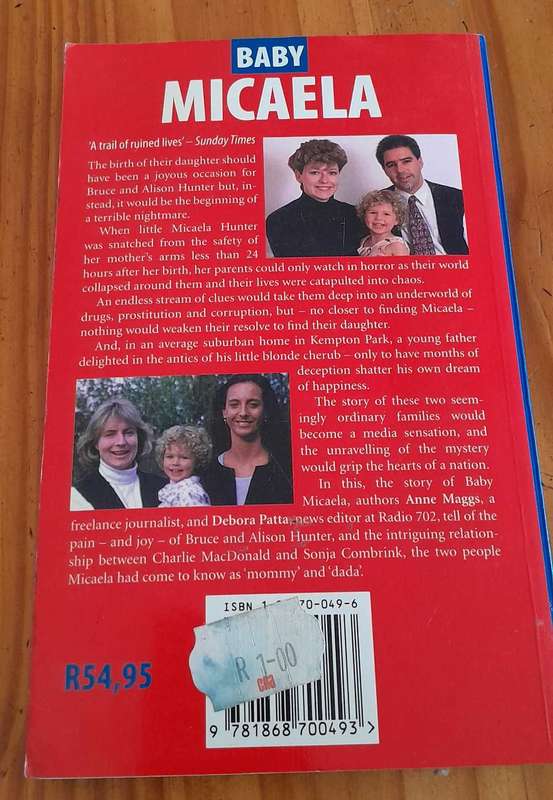 BABY
MICAELA
'A trail of ruined lives' – Sunday Times
The birth of their daughter should
have been a joyous occasion for
Bruce and Alison Hunter but, in-
stead, it would be the beginning of
a terrible nightmare.
When little Micaela Hunter
was snatched from the safety of
her mother's arms less than 24
hours after her birth, her parents could only watch in horror as their world
collapsed around them and their lives were catapulted into chaos.
An endless stream of clues would take them deep into an underworld of
drugs, prostitution and corruption, but – no closer to finding Micaela –
nothing would weaken their resolve to find their daughter.
And, in an average suburban home in Kempton Park, a young father
delighted in the antics of his little blonde cherub – only to have months of
deception shatter his own dream
of happiness.
The story of these two seem-
ingly ordinary families would
become a media sensation, and
the unravelling of the mystery
would grip the hearts of a nation.
In this, the story of Baby
Micaela, authors Anne Maggs, a
freelance journalist, and Debora Patta, news editor at Radio 702, tell of the
pain – and joy – of Bruce and Alison Hunter, and the intriguing relation-
ship between Charlie MacDonald and Sonja Combrink, the two people
Micaela had come to know as 'mommy' and 'dada'.
ISBN 1- 70-049-6
R 1-00
cna
R54,95
9 781868 700493 >